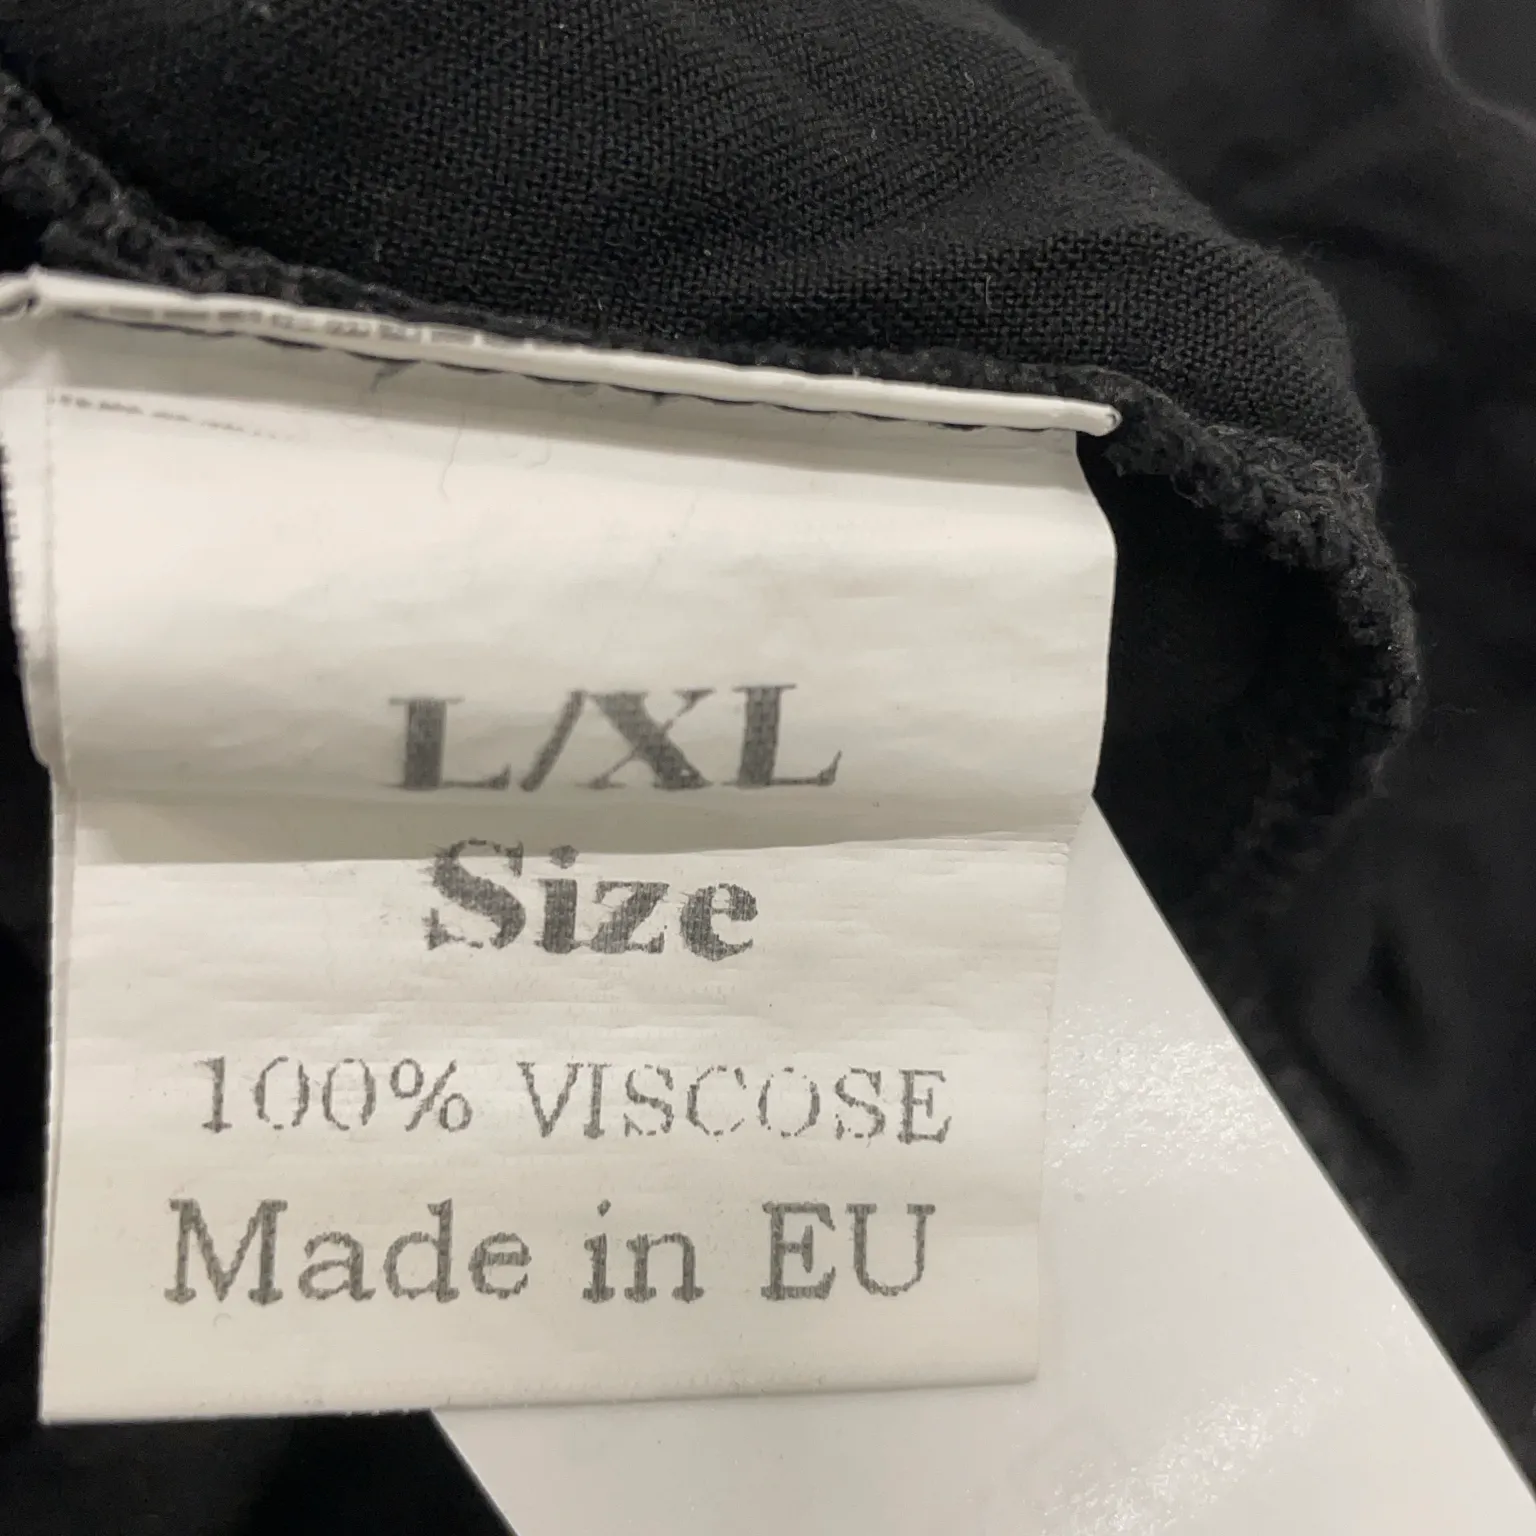 L/XL
Size
100% VISCOSE
Made in EU